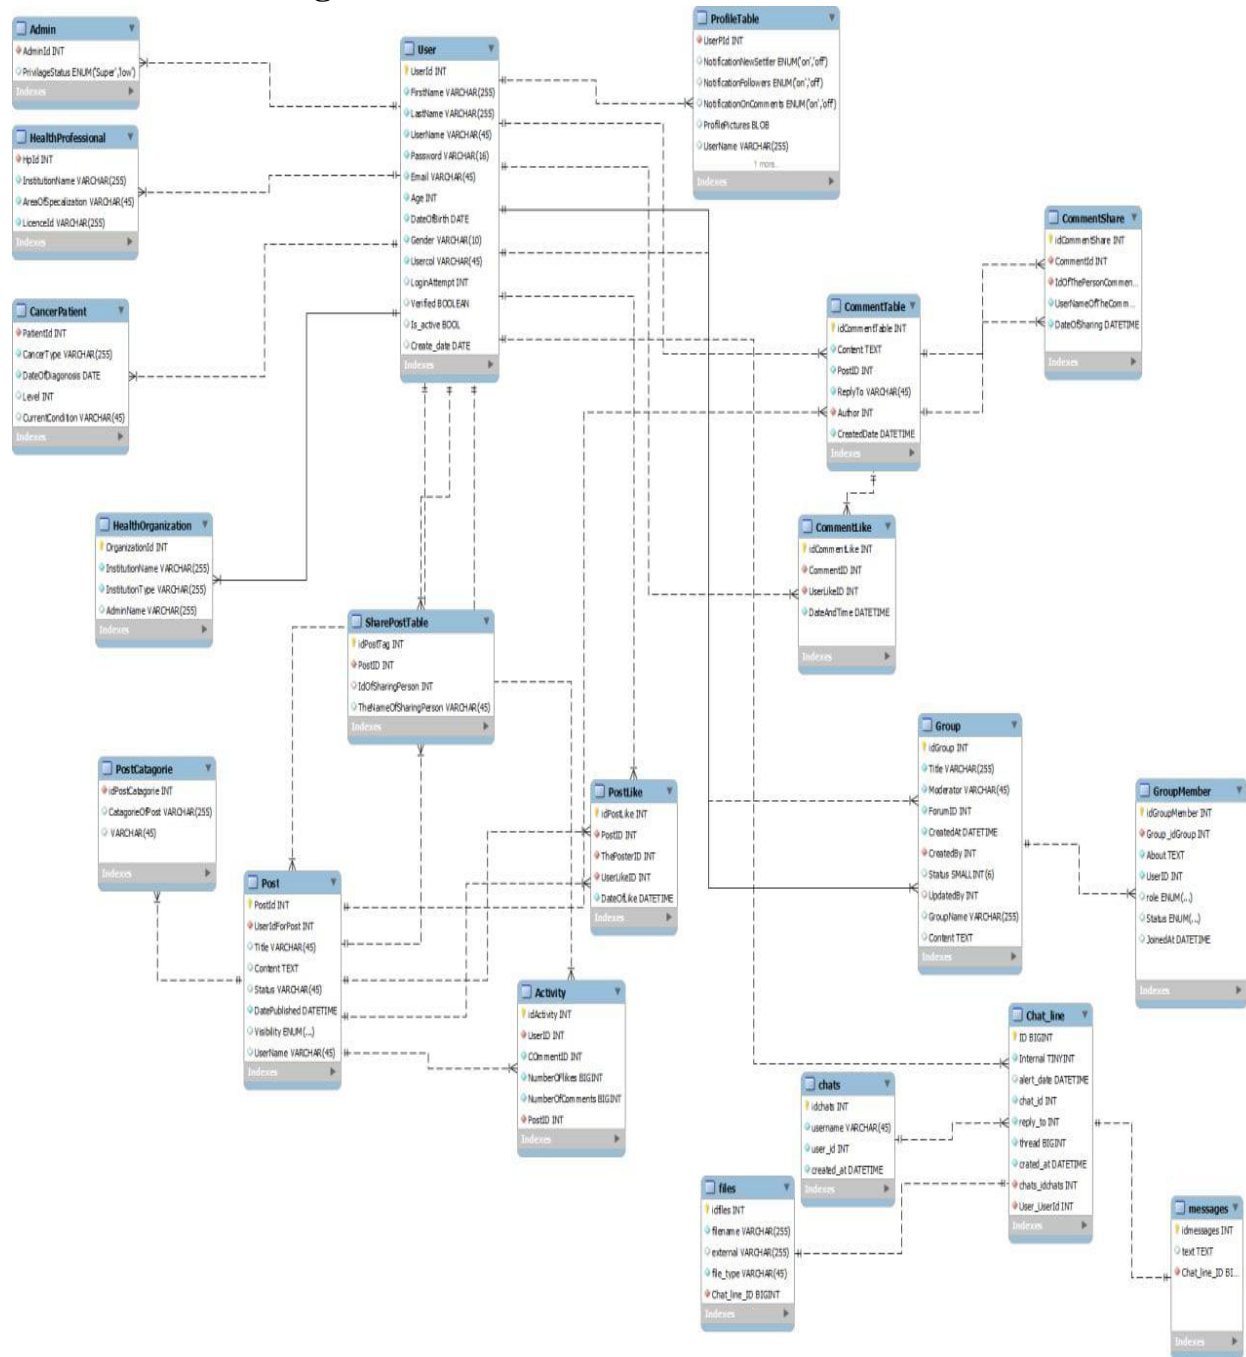 Admin
AdminId INT
PrivilageStatus ENUM('Super','low')
Indexes
HealthProfessional
HpId INT
InstitutionName VARCHAR(255)
AreaOfSpecalization VARCHAR(45)
LicenceId VARCHAR(255)
Indexes
CancerPatient
PatientId INT
CancerType VARCHAR(255)
DateOfDiagonosis DATE
Level INT
CurrentCondition VARCHAR(45)
Indexes
HealthOrganization
OrganizationId INT
InstitutionName VARCHAR(255)
InstitutionType VARCHAR(255)
AdminName VARCHAR(255)
Indexes
User
UserId INT
FirstName VARCHAR(255)
LastName VARCHAR(255)
UserName VARCHAR(45)
Password VARCHAR(16)
Email VARCHAR(45)
Age INT
DateOfBirth DATE
Gender VARCHAR(10)
Usercol VARCHAR(45)
LoginAttempt INT
Verified BOOLEAN
Is_active BOOL
Create_date DATE
Indexes
ProfileTable
UserPId INT
NotificationNewSettler ENUM('on','off')
NotificationFollowers ENUM('on','off')
NotificationOnComments ENUM('on','off')
ProfilePictures BLOB
UserName VARCHAR(255)
1 more...
Indexes
CommentShare
idCommentShare INT
CommentId INT
IdOfThePersonCommen...
UserNameOfTheComm...
DateOfSharing DATETIME
Indexes
CommentTable
idCommentTable INT
Content TEXT
PostID INT
ReplyTo VARCHAR(45)
Author INT
CreatedDate DATETIME
Indexes
CommentLike
idCommentLike INT
CommentID INT
UserLikeID INT
DateAndTime DATETIME
Indexes
SharePostTable
idPostTag INT
PostID INT
IdOfSharingPerson INT
TheNameOfSharingPerson VARCHAR(45)
Indexes
PostCatagorie
idPostCatagorie INT
CatagorieOfPost VARCHAR(255)
VARCHAR(45)
Indexes
Post
PostId INT
UserIdForPost INT
Title VARCHAR(45)
Content TEXT
Status VARCHAR(45)
DatePublished DATETIME
Visibility ENUM(...)
UserName VARCHAR(45)
Indexes
PostLike
idPostLike INT
PostID INT
ThePosterID INT
UserLikeID INT
DateOfLike DATETIME
Indexes
Activity
idActivity INT
UserID INT
COmmentID INT
NumberOflikes BIGINT
NumberOfComments BIGINT
PostID INT
Indexes
Group
idGroup INT
Title VARCHAR(255)
Moderator VARCHAR(45)
ForumID INT
CreatedAt DATETIME
CreatedBy INT
Status SMALLINT(6)
UpdatedBy INT
GroupName VARCHAR(255)
Content TEXT
Indexes
GroupMember
idGroupMember INT
Group_idGroup INT
About TEXT
UserID INT
role ENUM(...)
Status ENUM(...)
JoinedAt DATETIME
Indexes
Chat_line
ID BIGINT
Internal TINYINT
alert_date DATETIME
chat_id INT
reply_to INT
thread BIGINT
crated_at DATETIME
chats_idchats INT
User_UserId INT
Indexes
chats
idchats INT
username VARCHAR(45)
user_id INT
created_at DATETIME
Indexes
files
idfiles INT
filename VARCHAR(255)
external VARCHAR(255)
file_type VARCHAR(45)
Chat_line_ID BIGINT
Indexes
messages
idmessages INT
text TEXT
Chat_line_ID BI...
Indexes